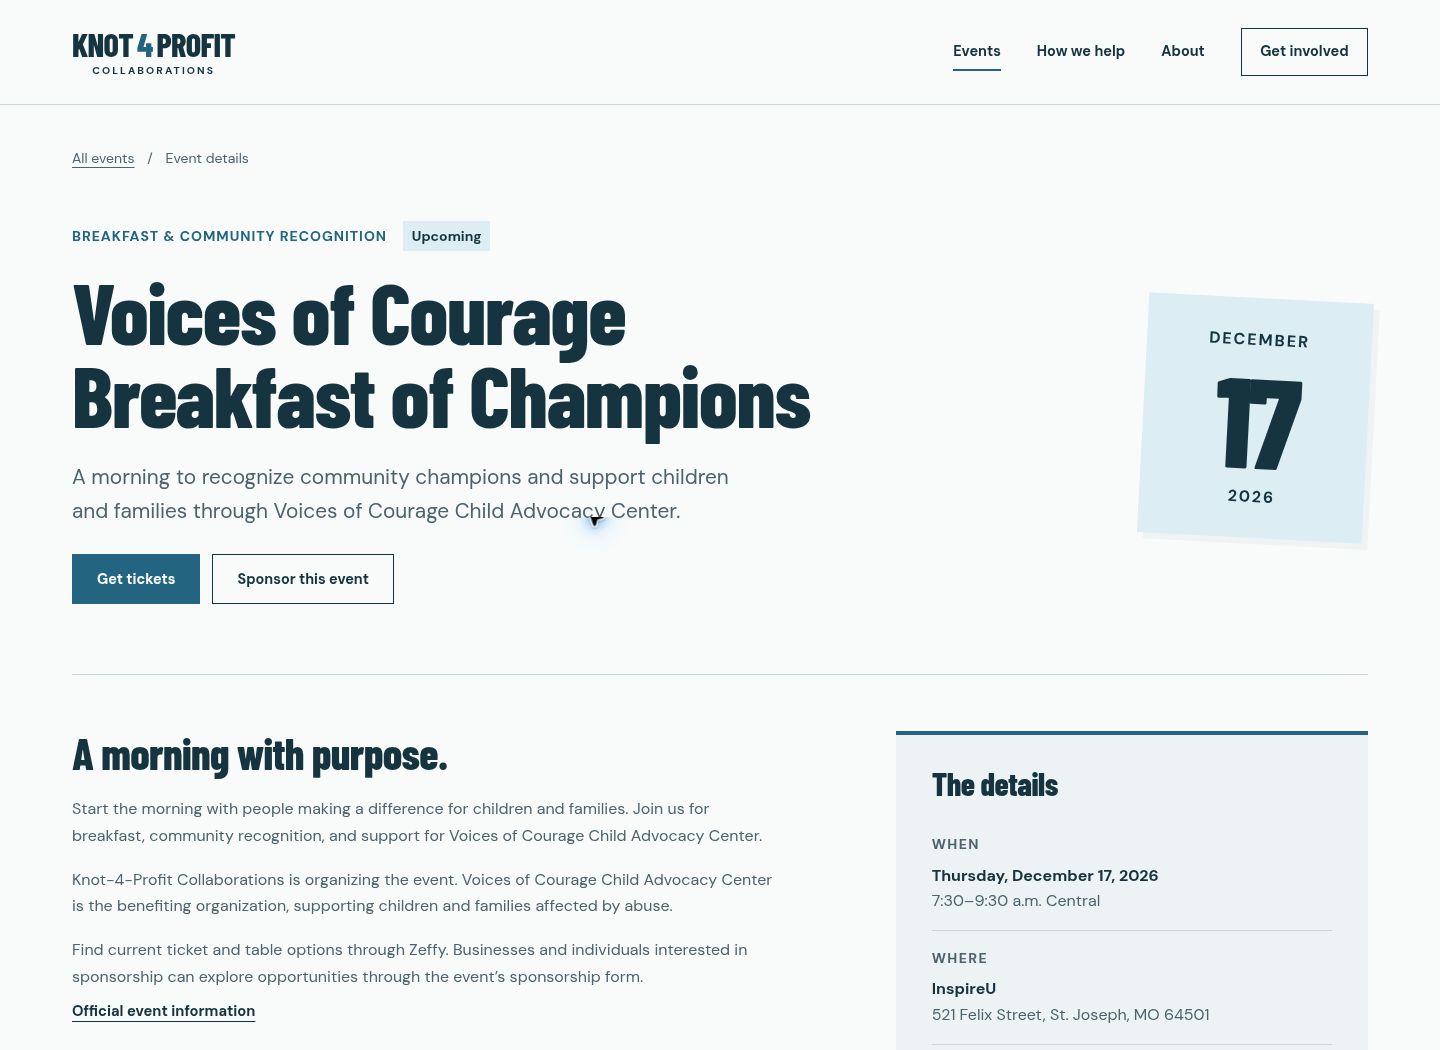 KNOT 4 PROFIT
COLLABORATIONS
Events
How we help
About
Get involved
All events / Event details
BREAKFAST & COMMUNITY RECOGNITION
Upcoming
Voices of Courage
Breakfast of Champions
A morning to recognize community champions and support children
and families through Voices of Courage Child Advocacy Center.
Get tickets
Sponsor this event
DECEMBER
17
2026
A morning with purpose.
Start the morning with people making a difference for children and families. Join us for
breakfast, community recognition, and support for Voices of Courage Child Advocacy Center.
Knot-4-Profit Collaborations is organizing the event. Voices of Courage Child Advocacy Center
is the benefiting organization, supporting children and families affected by abuse.
Find current ticket and table options through Zeffy. Businesses and individuals interested in
sponsorship can explore opportunities through the event’s sponsorship form.
Official event information
The details
WHEN
Thursday, December 17, 2026
7:30–9:30 a.m. Central
WHERE
InspireU
521 Felix Street, St. Joseph, MO 64501